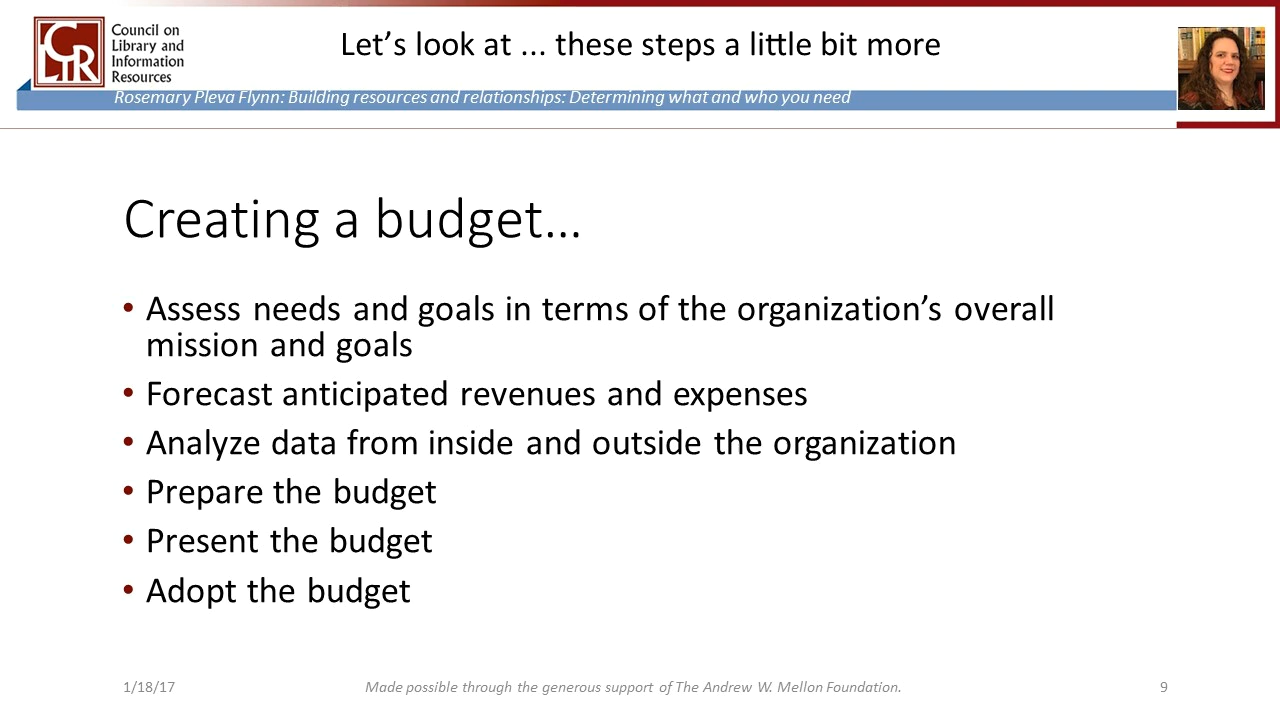 CLIR
Council on
Library and
Information
Resources
Let's look at ... these steps a little bit more
Rosemary Pleva Flynn: Building resources and relationships: Determining what and who you need
Creating a budget...
• Assess needs and goals in terms of the organization's overall
mission and goals
• Forecast anticipated revenues and expenses
• Analyze data from inside and outside the organization
• Prepare the budget
• Present the budget
• Adopt the budget
1/18/17
Made possible through the generous support of The Andrew W. Mellon Foundation.
9